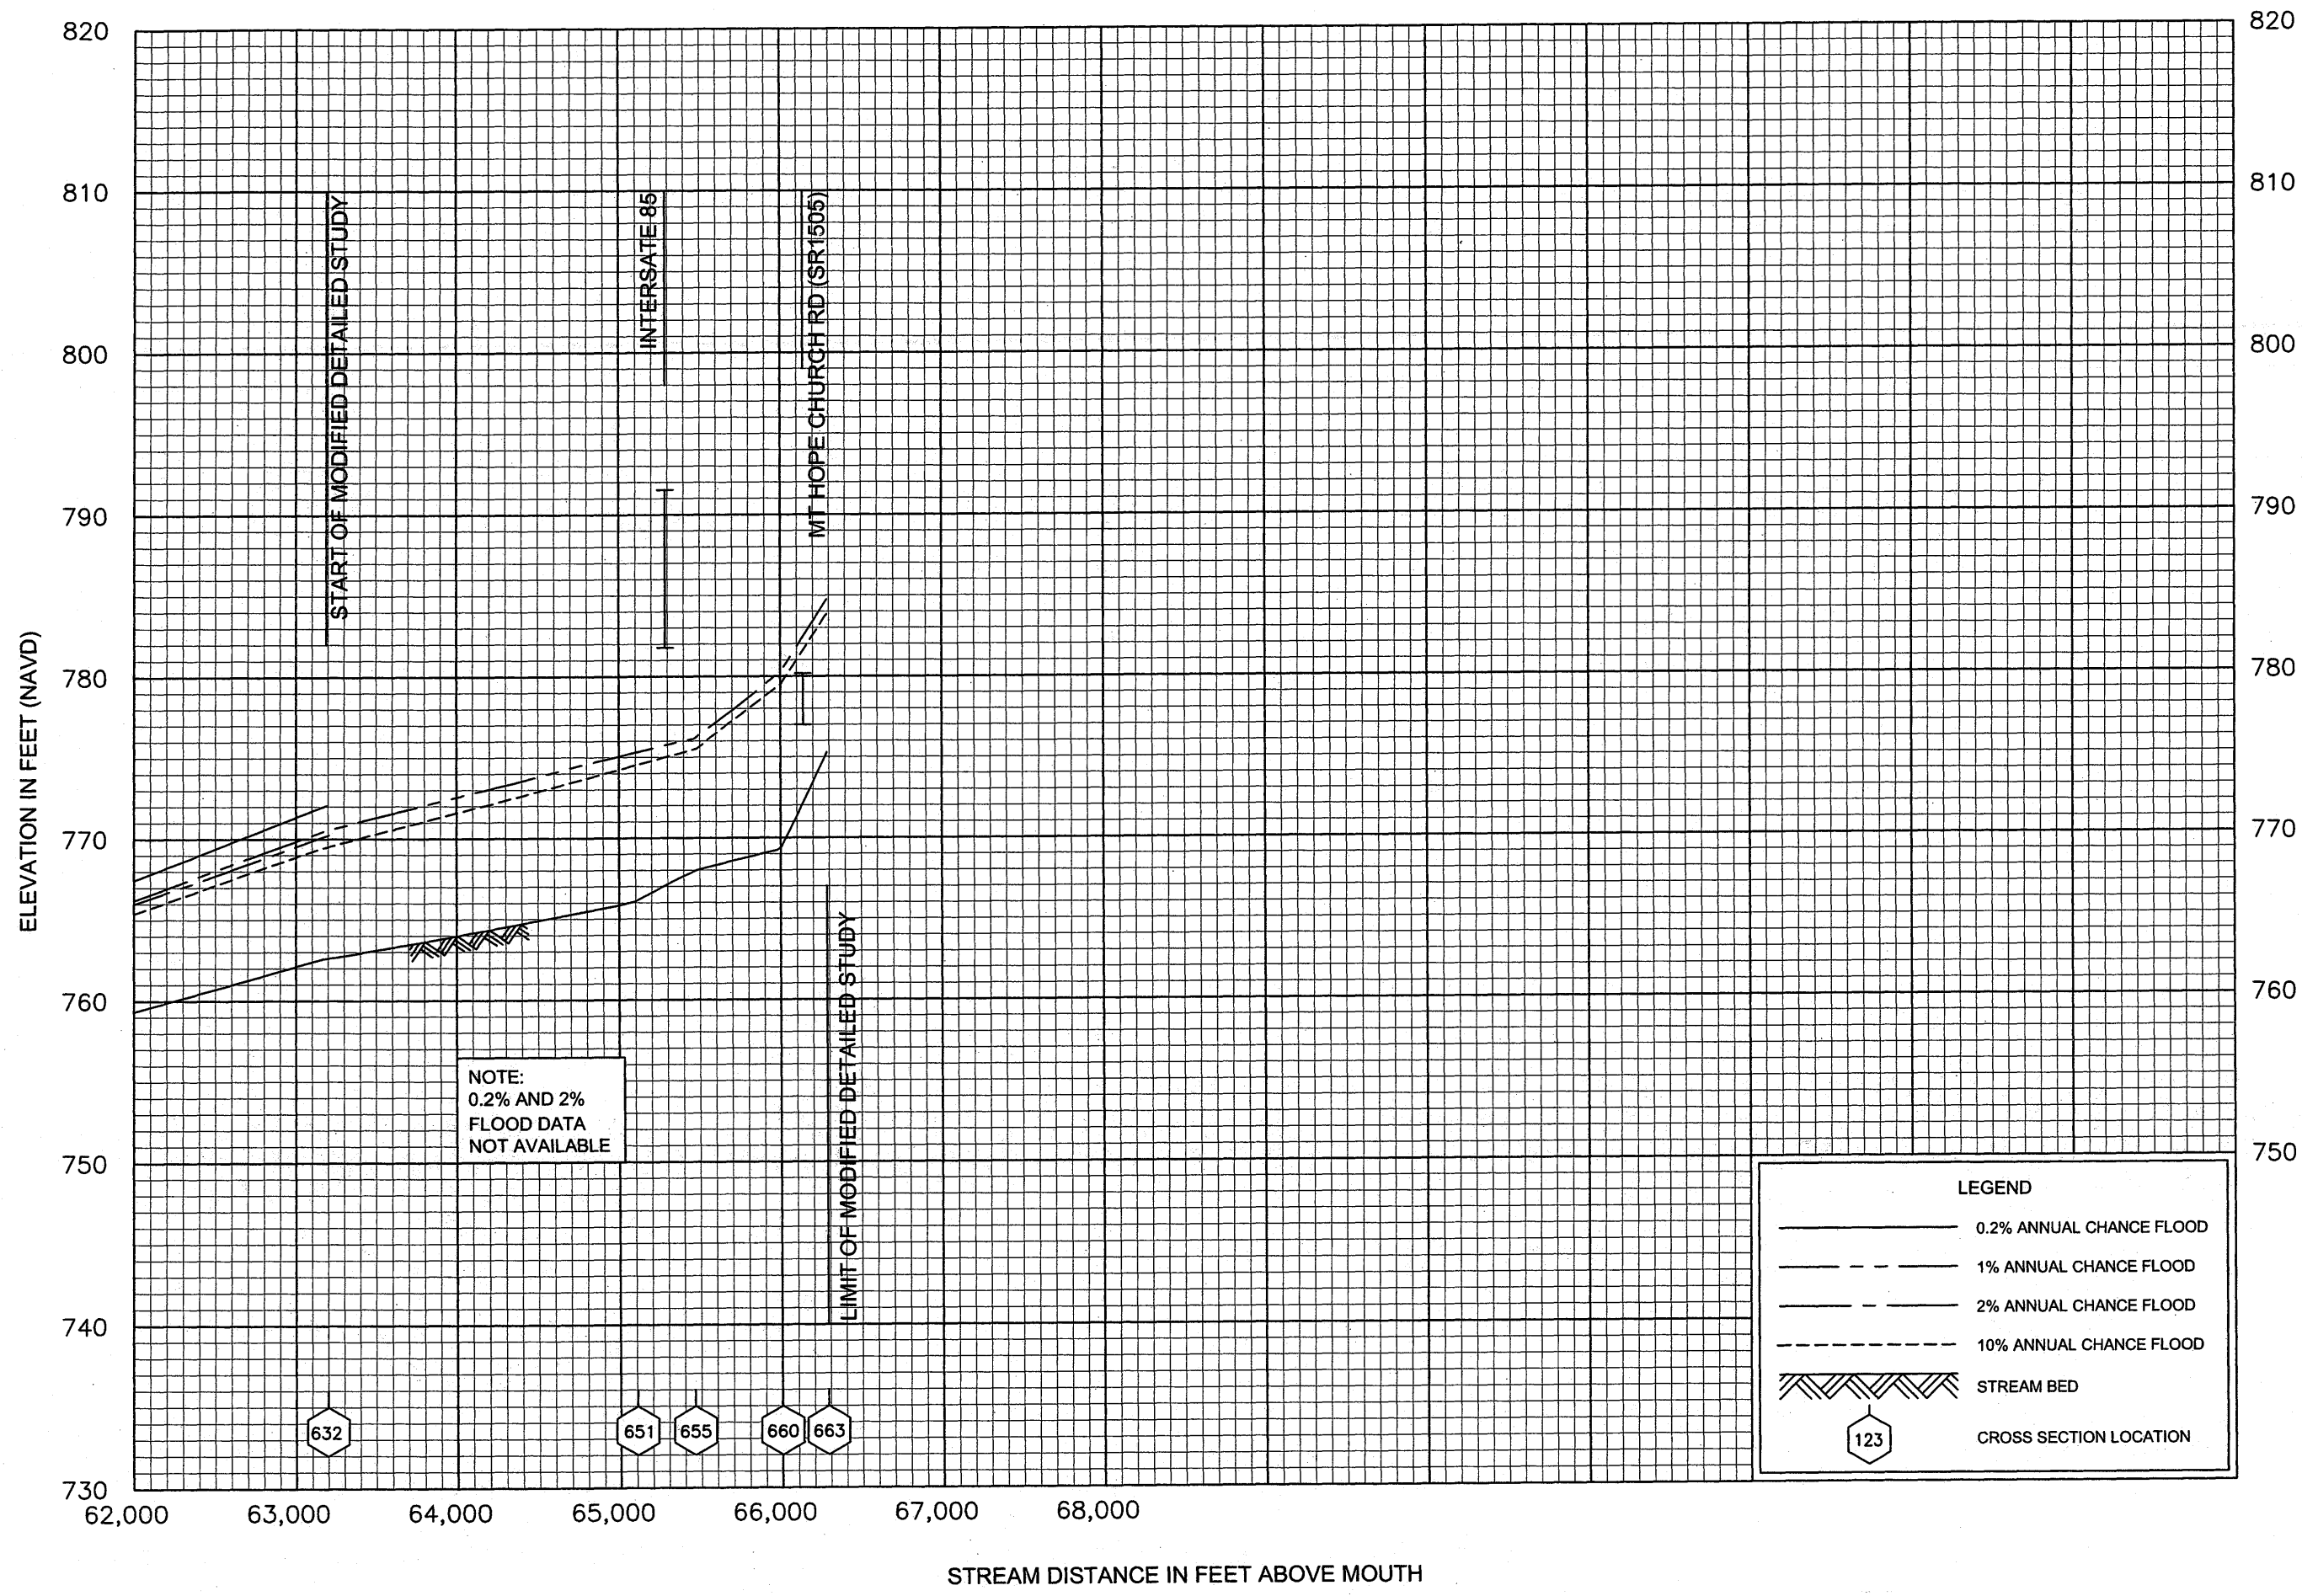 820
820
810
810
800
800
790
790
780
780
770
770
760
760
750
750
740
730
ELEVATION IN FEET (NAVD)
START OF MODIFIED DETAILED STUDY
INTERSATE 85
MT HOPE CHURCH RD (SR1505)
LIMIT OF MODIFIED DETAILED STUDY
NOTE:
0.2% AND 2%
FLOOD DATA
NOT AVAILABLE
632
651
655
660
663
62,000
63,000
64,000
65,000
66,000
67,000
68,000
STREAM DISTANCE IN FEET ABOVE MOUTH
LEGEND
0.2% ANNUAL CHANCE FLOOD
1% ANNUAL CHANCE FLOOD
2% ANNUAL CHANCE FLOOD
10% ANNUAL CHANCE FLOOD
STREAM BED
123
CROSS SECTION LOCATION